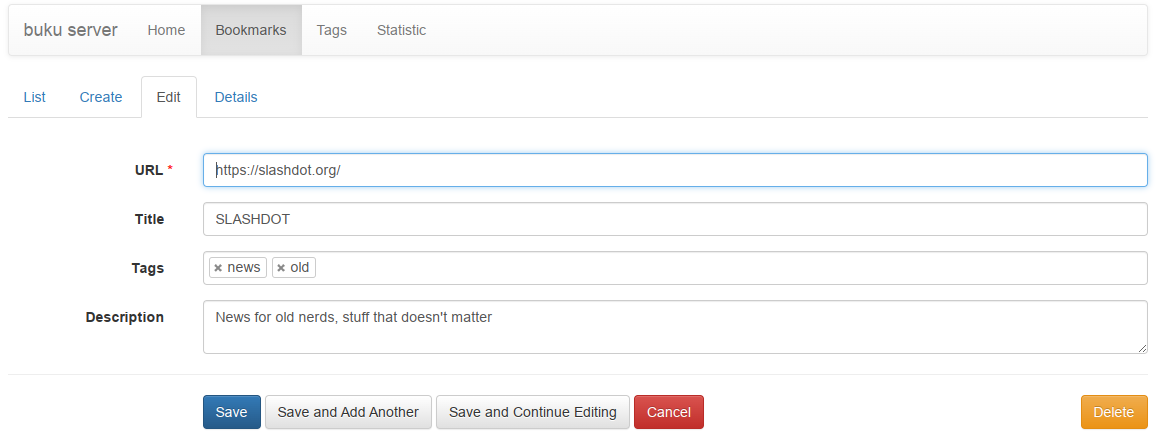 buku server Home Bookmarks Tags Statistic
List Create Edit Details
URL * https://slashdot.org/
Title SLASHDOT
Tags × news × old
Description News for old nerds, stuff that doesn't matter
Save Save and Add Another Save and Continue Editing Cancel Delete